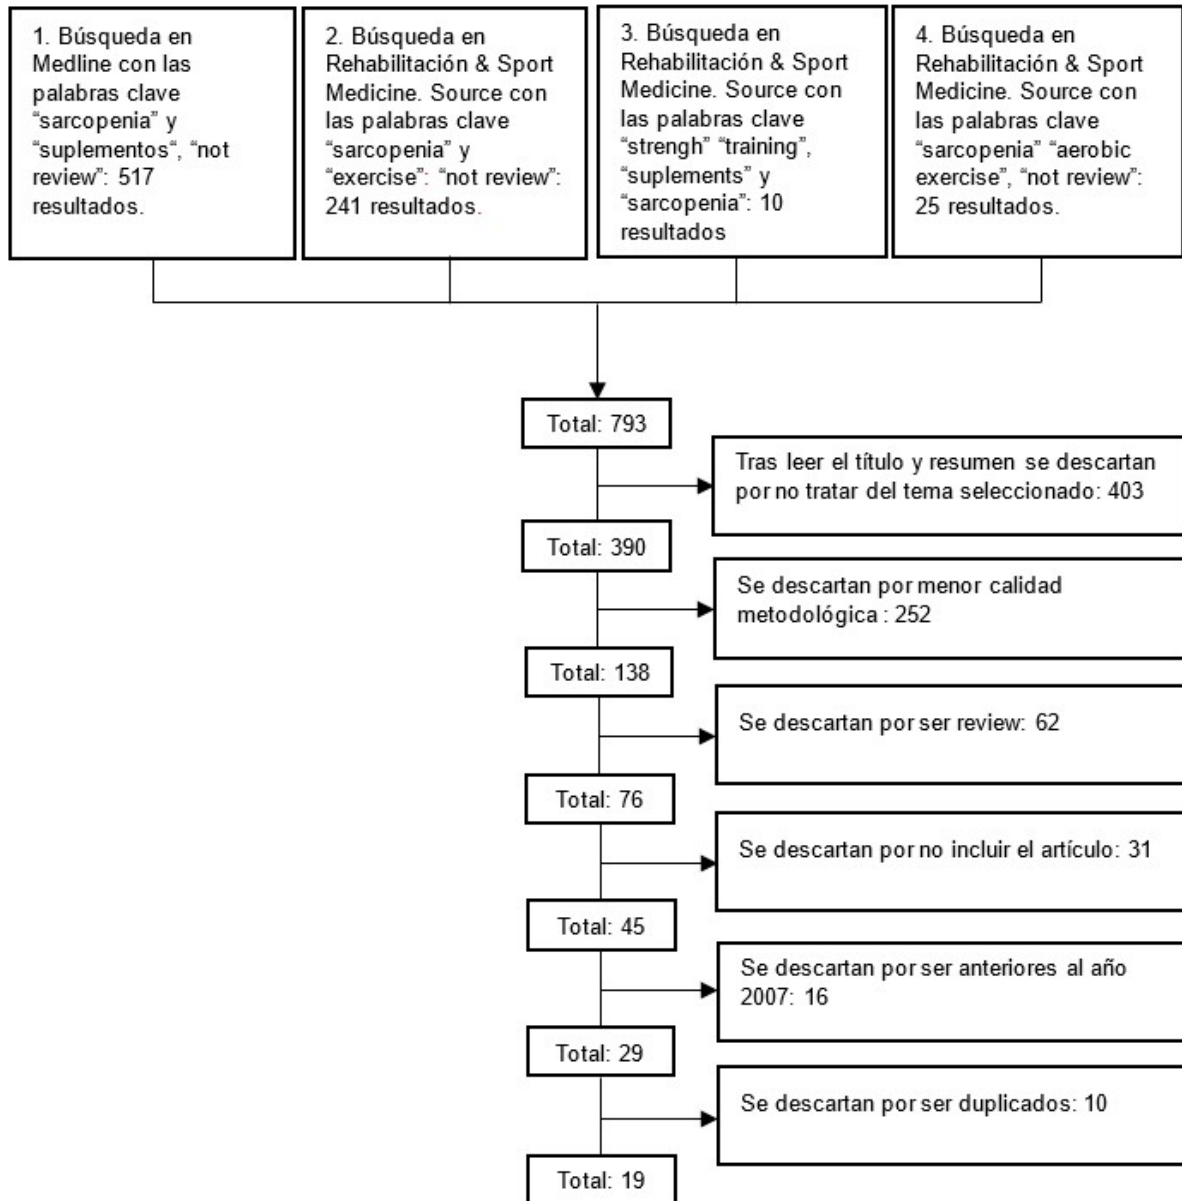 1. Búsqueda en
Medline con las
palabras clave
“sarcopenia” y
“suplementos“, “not
review”: 517
resultados.
2. Búsqueda en
Rehabilitación & Sport
Medicine. Source con
las palabras clave
“sarcopenia” y
“exercise”: “not review”:
241 resultados.
3. Búsqueda en
Rehabilitación & Sport
Medicine. Source con
las palabras clave
“strengh” “training”,
“suplements” y
“sarcopenia”: 10
resultados
4. Búsqueda en
Rehabilitación & Sport
Medicine. Source con
las palabras clave
“sarcopenia” “aerobic
exercise”, “not review”:
25 resultados.
Total: 793
Tras leer el título y resumen se descartan
por no tratar del tema seleccionado: 403
Total: 390
Se descartan por menor calidad
metodológica : 252
Total: 138
Se descartan por ser review: 62
Total: 76
Se descartan por no incluir el artículo: 31
Total: 45
Se descartan por ser anteriores al año
2007: 16
Total: 29
Se descartan por ser duplicados: 10
Total: 19